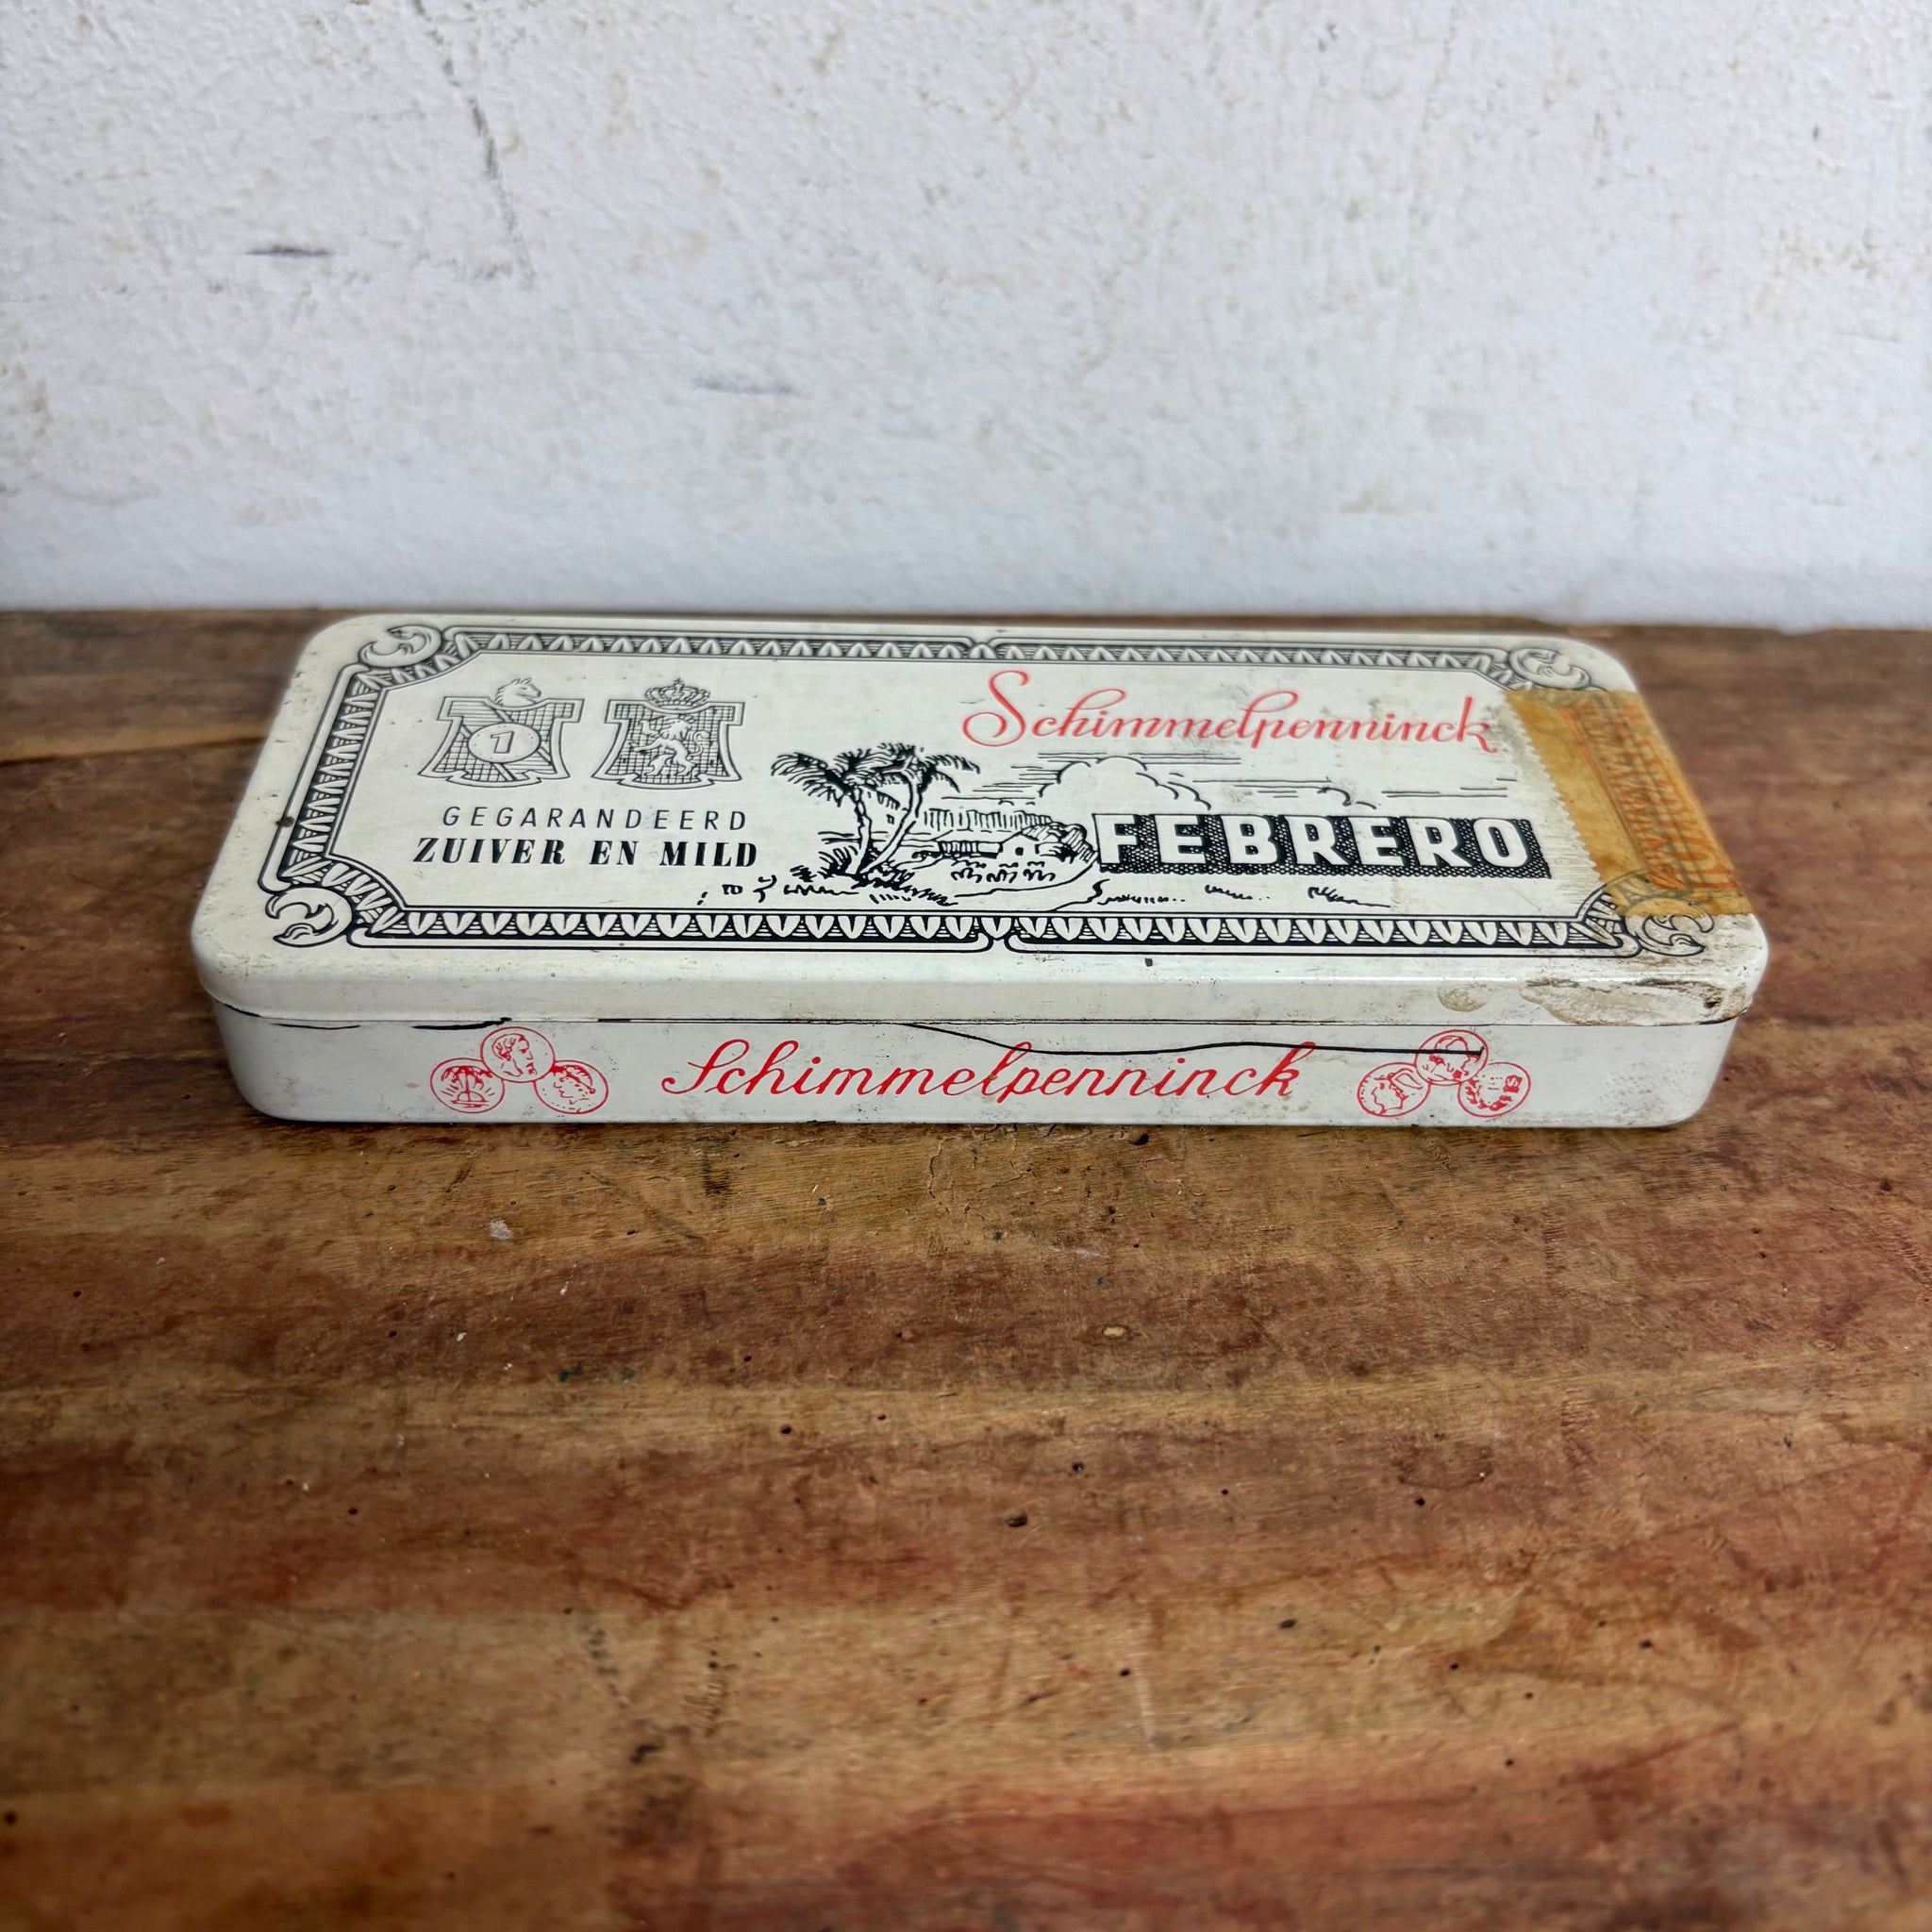 1
Schimmelpenninck
GEGARANDEERD
ZUIVER EN MILD
FEBRERO
Schimmelpenninck